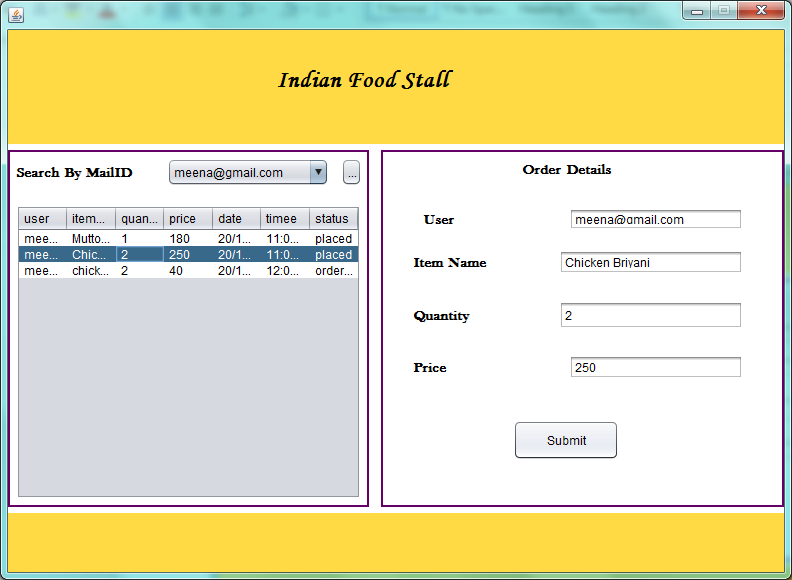 Indian Food Stall
Search By MailID meena@gmail.com ...
user item... quan... price date timee status
mee... Mutto... 1 180 20/1... 11:0... placed
mee... Chic... 2 250 20/1... 11:0... placed
mee... chick... 2 40 20/1... 12:0... order...
Order Details
User meena@gmail.com
Item Name Chicken Briyani
Quantity 2
Price 250
Submit